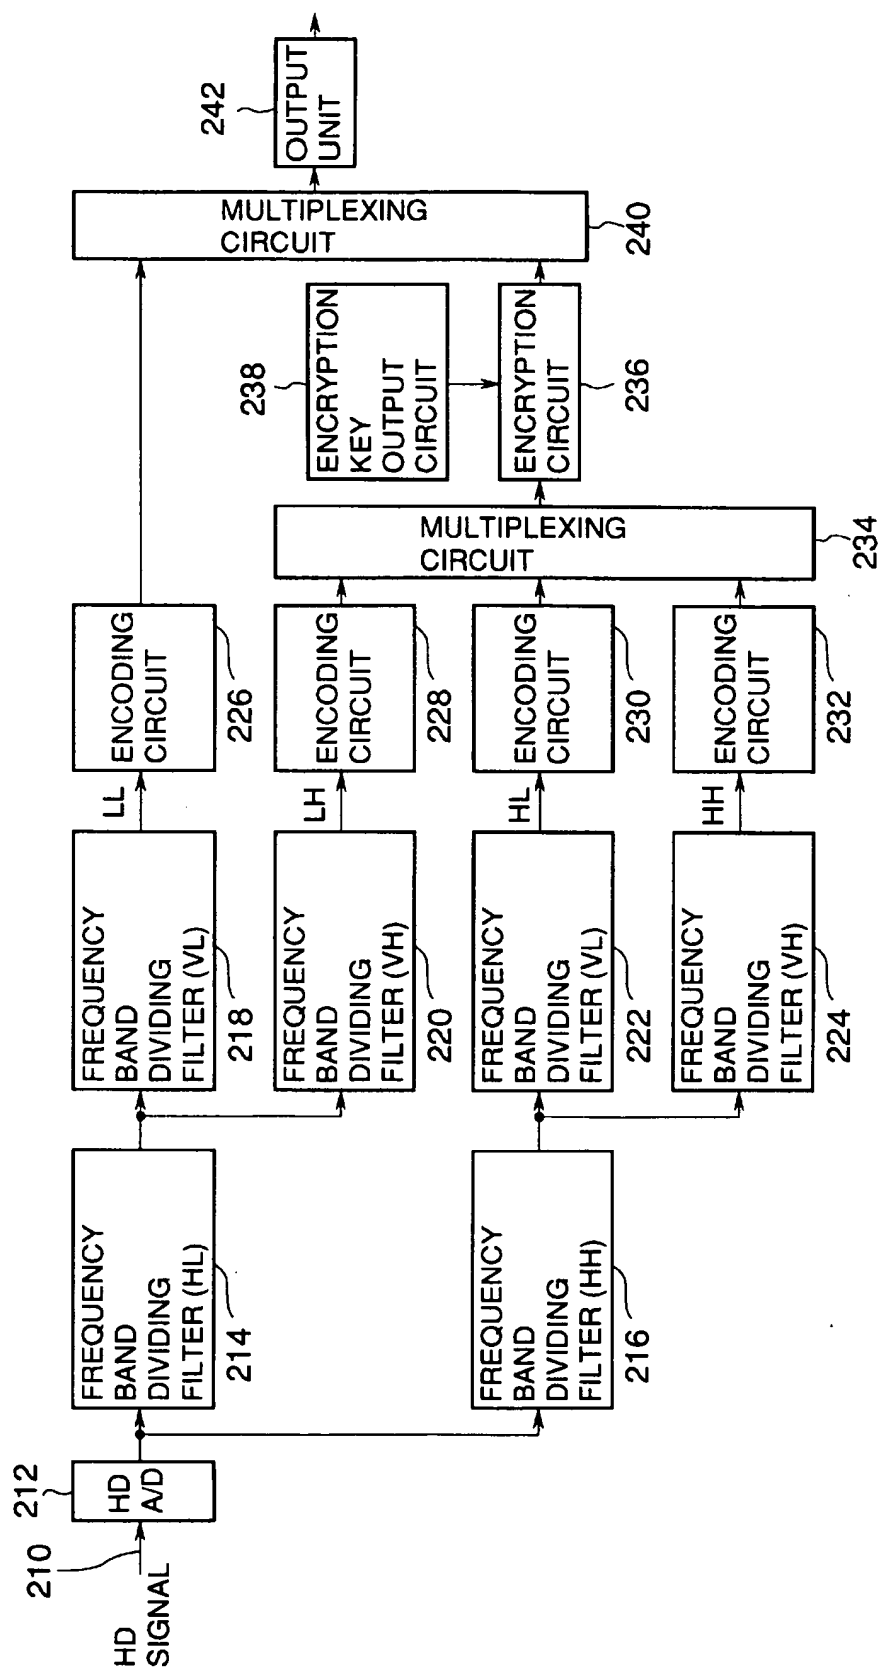 HD
SIGNAL
210
212
HD
A/D
FREQUENCY
BAND
DIVIDING
FILTER (HL)
214
FREQUENCY
BAND
DIVIDING
FILTER (HH)
216
FREQUENCY
BAND
DIVIDING
FILTER (VL)
218
FREQUENCY
BAND
DIVIDING
FILTER (VH)
220
FREQUENCY
BAND
DIVIDING
FILTER (VL)
222
FREQUENCY
BAND
DIVIDING
FILTER (VH)
224
LL
LH
HL
HH
ENCODING
CIRCUIT
226
ENCODING
CIRCUIT
228
ENCODING
CIRCUIT
230
ENCODING
CIRCUIT
232
MULTIPLEXING
CIRCUIT
234
238
ENCRYPTION
KEY
OUTPUT
CIRCUIT
ENCRYPTION
CIRCUIT
236
MULTIPLEXING
CIRCUIT
240
242
OUTPUT
UNIT